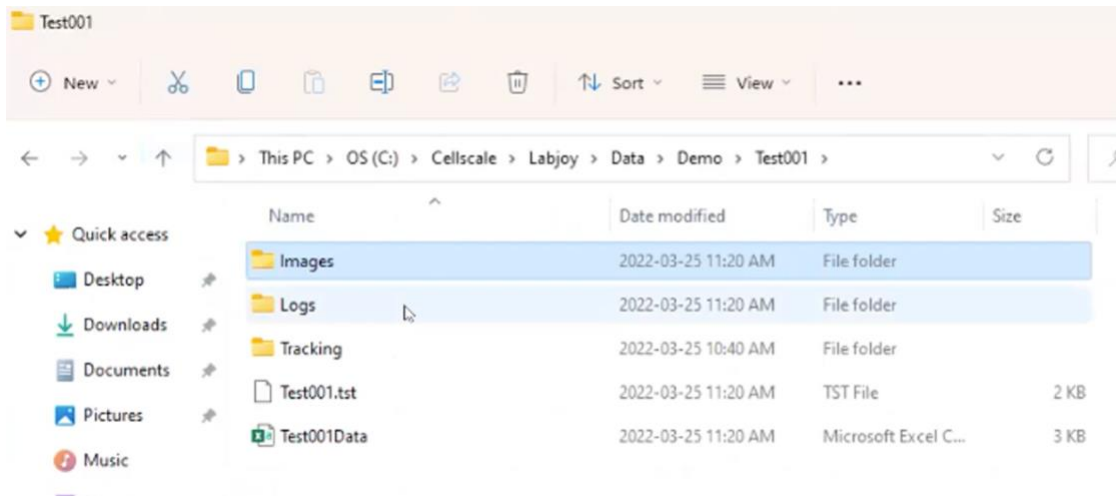 Test001
New Sort View ...
This PC > OS (C:) > Cellscale > Labjoy > Data > Demo > Test001 >
Name Date modified Type Size
Quick access
Images 2022-03-25 11:20 AM File folder
Desktop
Logs 2022-03-25 11:20 AM File folder
Downloads
Tracking 2022-03-25 10:40 AM File folder
Documents
Test001.tst 2022-03-25 11:20 AM TST File 2 KB
Pictures
Test001Data 2022-03-25 11:20 AM Microsoft Excel C... 3 KB
Music